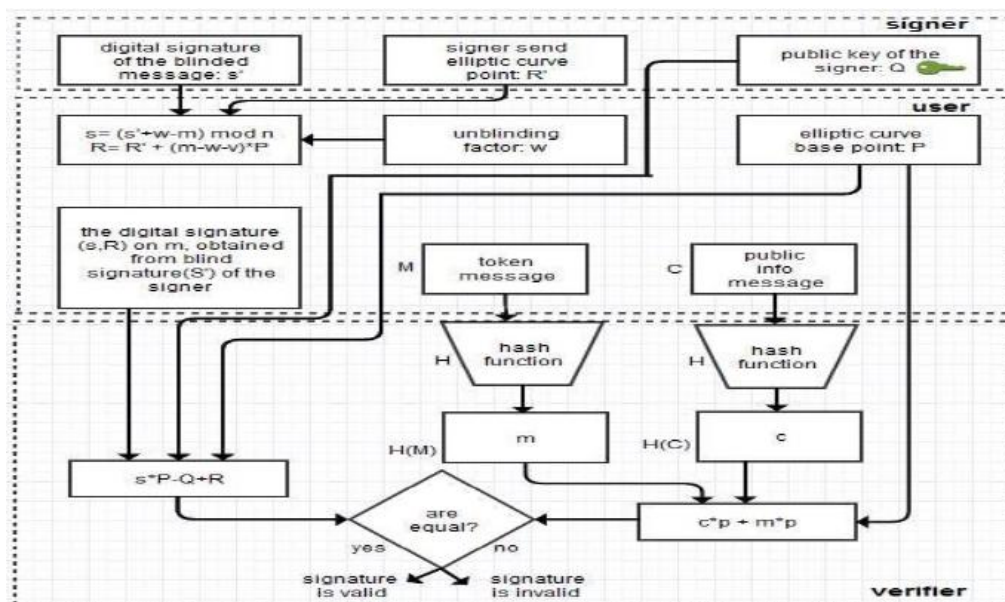 signer
digital signature
of the blinded
message: s'
signer send
elliptic curve
point: R'
public key of the
signer: Q
user
s= (s'+w-m) mod n
R= R' + (m-w-v)*P
unblinding
factor: w
elliptic curve
base point: P
the digital signature
(s,R) on m, obtained
from blind
signature(S') of the
signer
M
token
message
C
public
info
message
H
hash
function
H
hash
function
H(M)
m
H(C)
c
s*P-Q+R
are
equal?
c*p + m*p
yes
no
signature
is valid
signature
is invalid
verifier